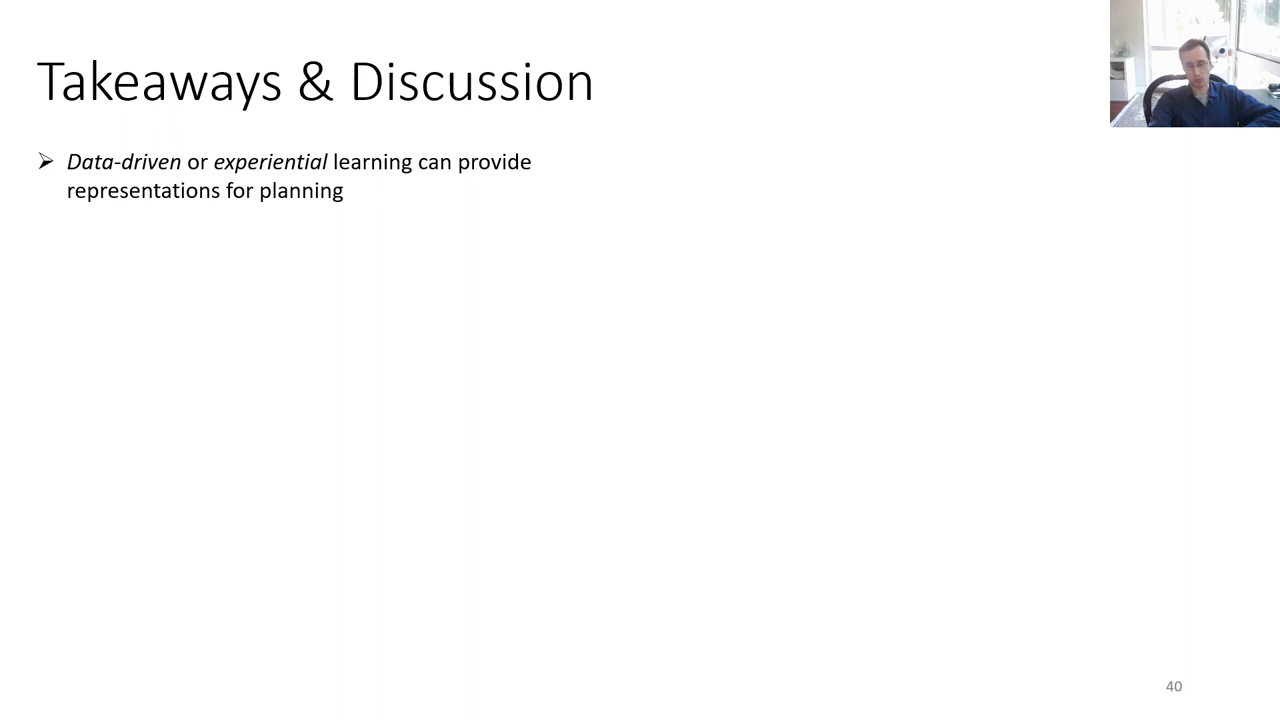 Takeaways & Discussion
➢ Data-driven or experiential learning can provide
representations for planning
40